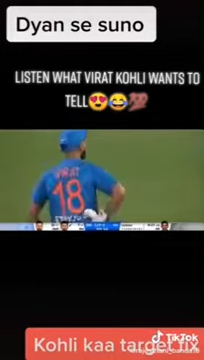 Dyan se suno
LISTEN WHAT VIRAT KOHLI WANTS TO
TELL😍😂💯
VIRAT
18
TikTok
Kohli kaa target fix